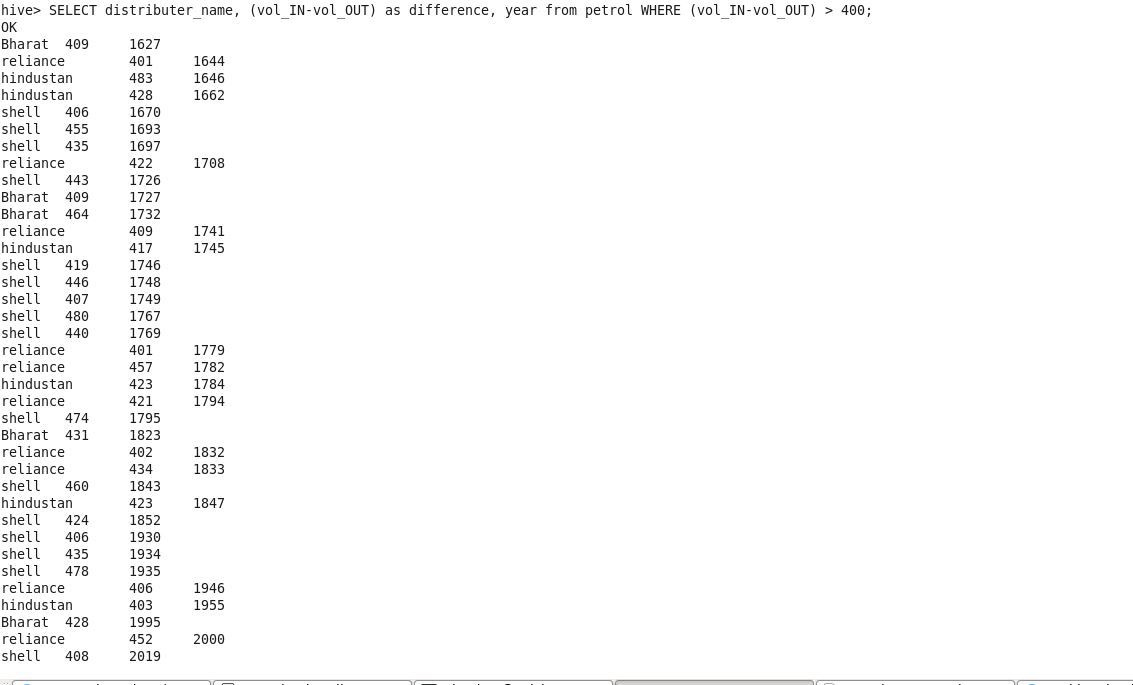 hive> SELECT distributer_name, (vol_IN-vol_OUT) as difference, year from petrol WHERE (vol_IN-vol_OUT) > 400;
OK
Bharat 409 1627
reliance 401 1644
hindustan 483 1646
hindustan 428 1662
shell 406 1670
shell 455 1693
shell 435 1697
reliance 422 1708
shell 443 1726
Bharat 409 1727
Bharat 464 1732
reliance 409 1741
hindustan 417 1745
shell 419 1746
shell 446 1748
shell 407 1749
shell 480 1767
shell 440 1769
reliance 401 1779
reliance 457 1782
hindustan 423 1784
reliance 421 1794
shell 474 1795
Bharat 431 1823
reliance 402 1832
reliance 434 1833
shell 460 1843
hindustan 423 1847
shell 424 1852
shell 406 1930
shell 435 1934
shell 478 1935
reliance 406 1946
hindustan 403 1955
Bharat 428 1995
reliance 452 2000
shell 408 2019